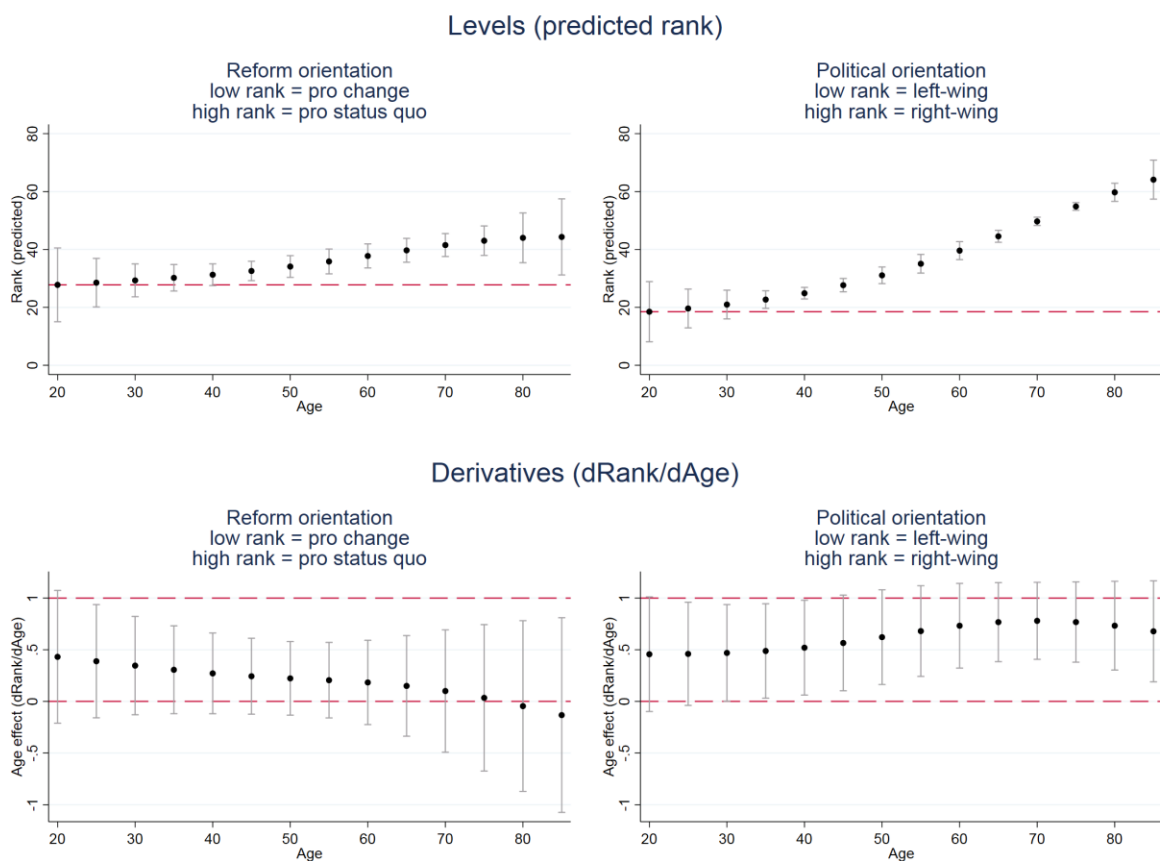 Levels (predicted rank)
Reform orientation
low rank = pro change
high rank = pro status quo
Rank (predicted)
80
60
40
20
0
20 30 40 50 60 70 80
Age
Political orientation
low rank = left-wing
high rank = right-wing
Rank (predicted)
80
60
40
20
0
20 30 40 50 60 70 80
Age
Derivatives (dRank/dAge)
Reform orientation
low rank = pro change
high rank = pro status quo
Age effect (dRank/dAge)
1
.5
0
-.5
-1
20 30 40 50 60 70 80
Age
Political orientation
low rank = left-wing
high rank = right-wing
Age effect (dRank/dAge)
1
.5
0
-.5
-1
20 30 40 50 60 70 80
Age